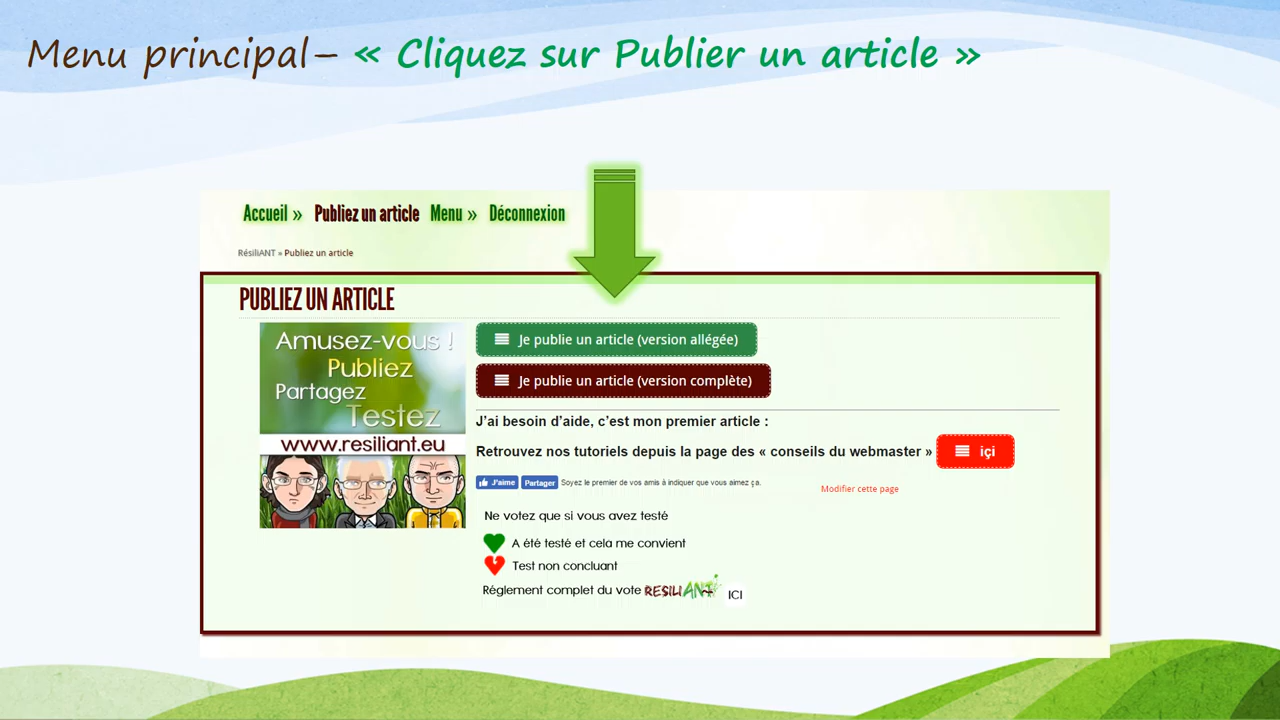 Menu principal– « Cliquez sur Publier un article »
Accueil » Publiez un article Menu » Déconnexion
RésiliANT » Publiez un article
PUBLIEZ UN ARTICLE
Amusez-vous !
Publiez
Partagez
Testez
www.resiliant.eu
Je publie un article (version allégée)
Je publie un article (version complète)
J'ai besoin d'aide, c'est mon premier article :
Retrouvez nos tutoriels depuis la page des « conseils du webmaster » içi
J'aime Partager Soyez le premier de vos amis à indiquer que vous aimez ça.
Modifier cette page
Ne votez que si vous avez testé
A été testé et cela me convient
Test non concluant
Réglement complet du vote RESILIANT ICI